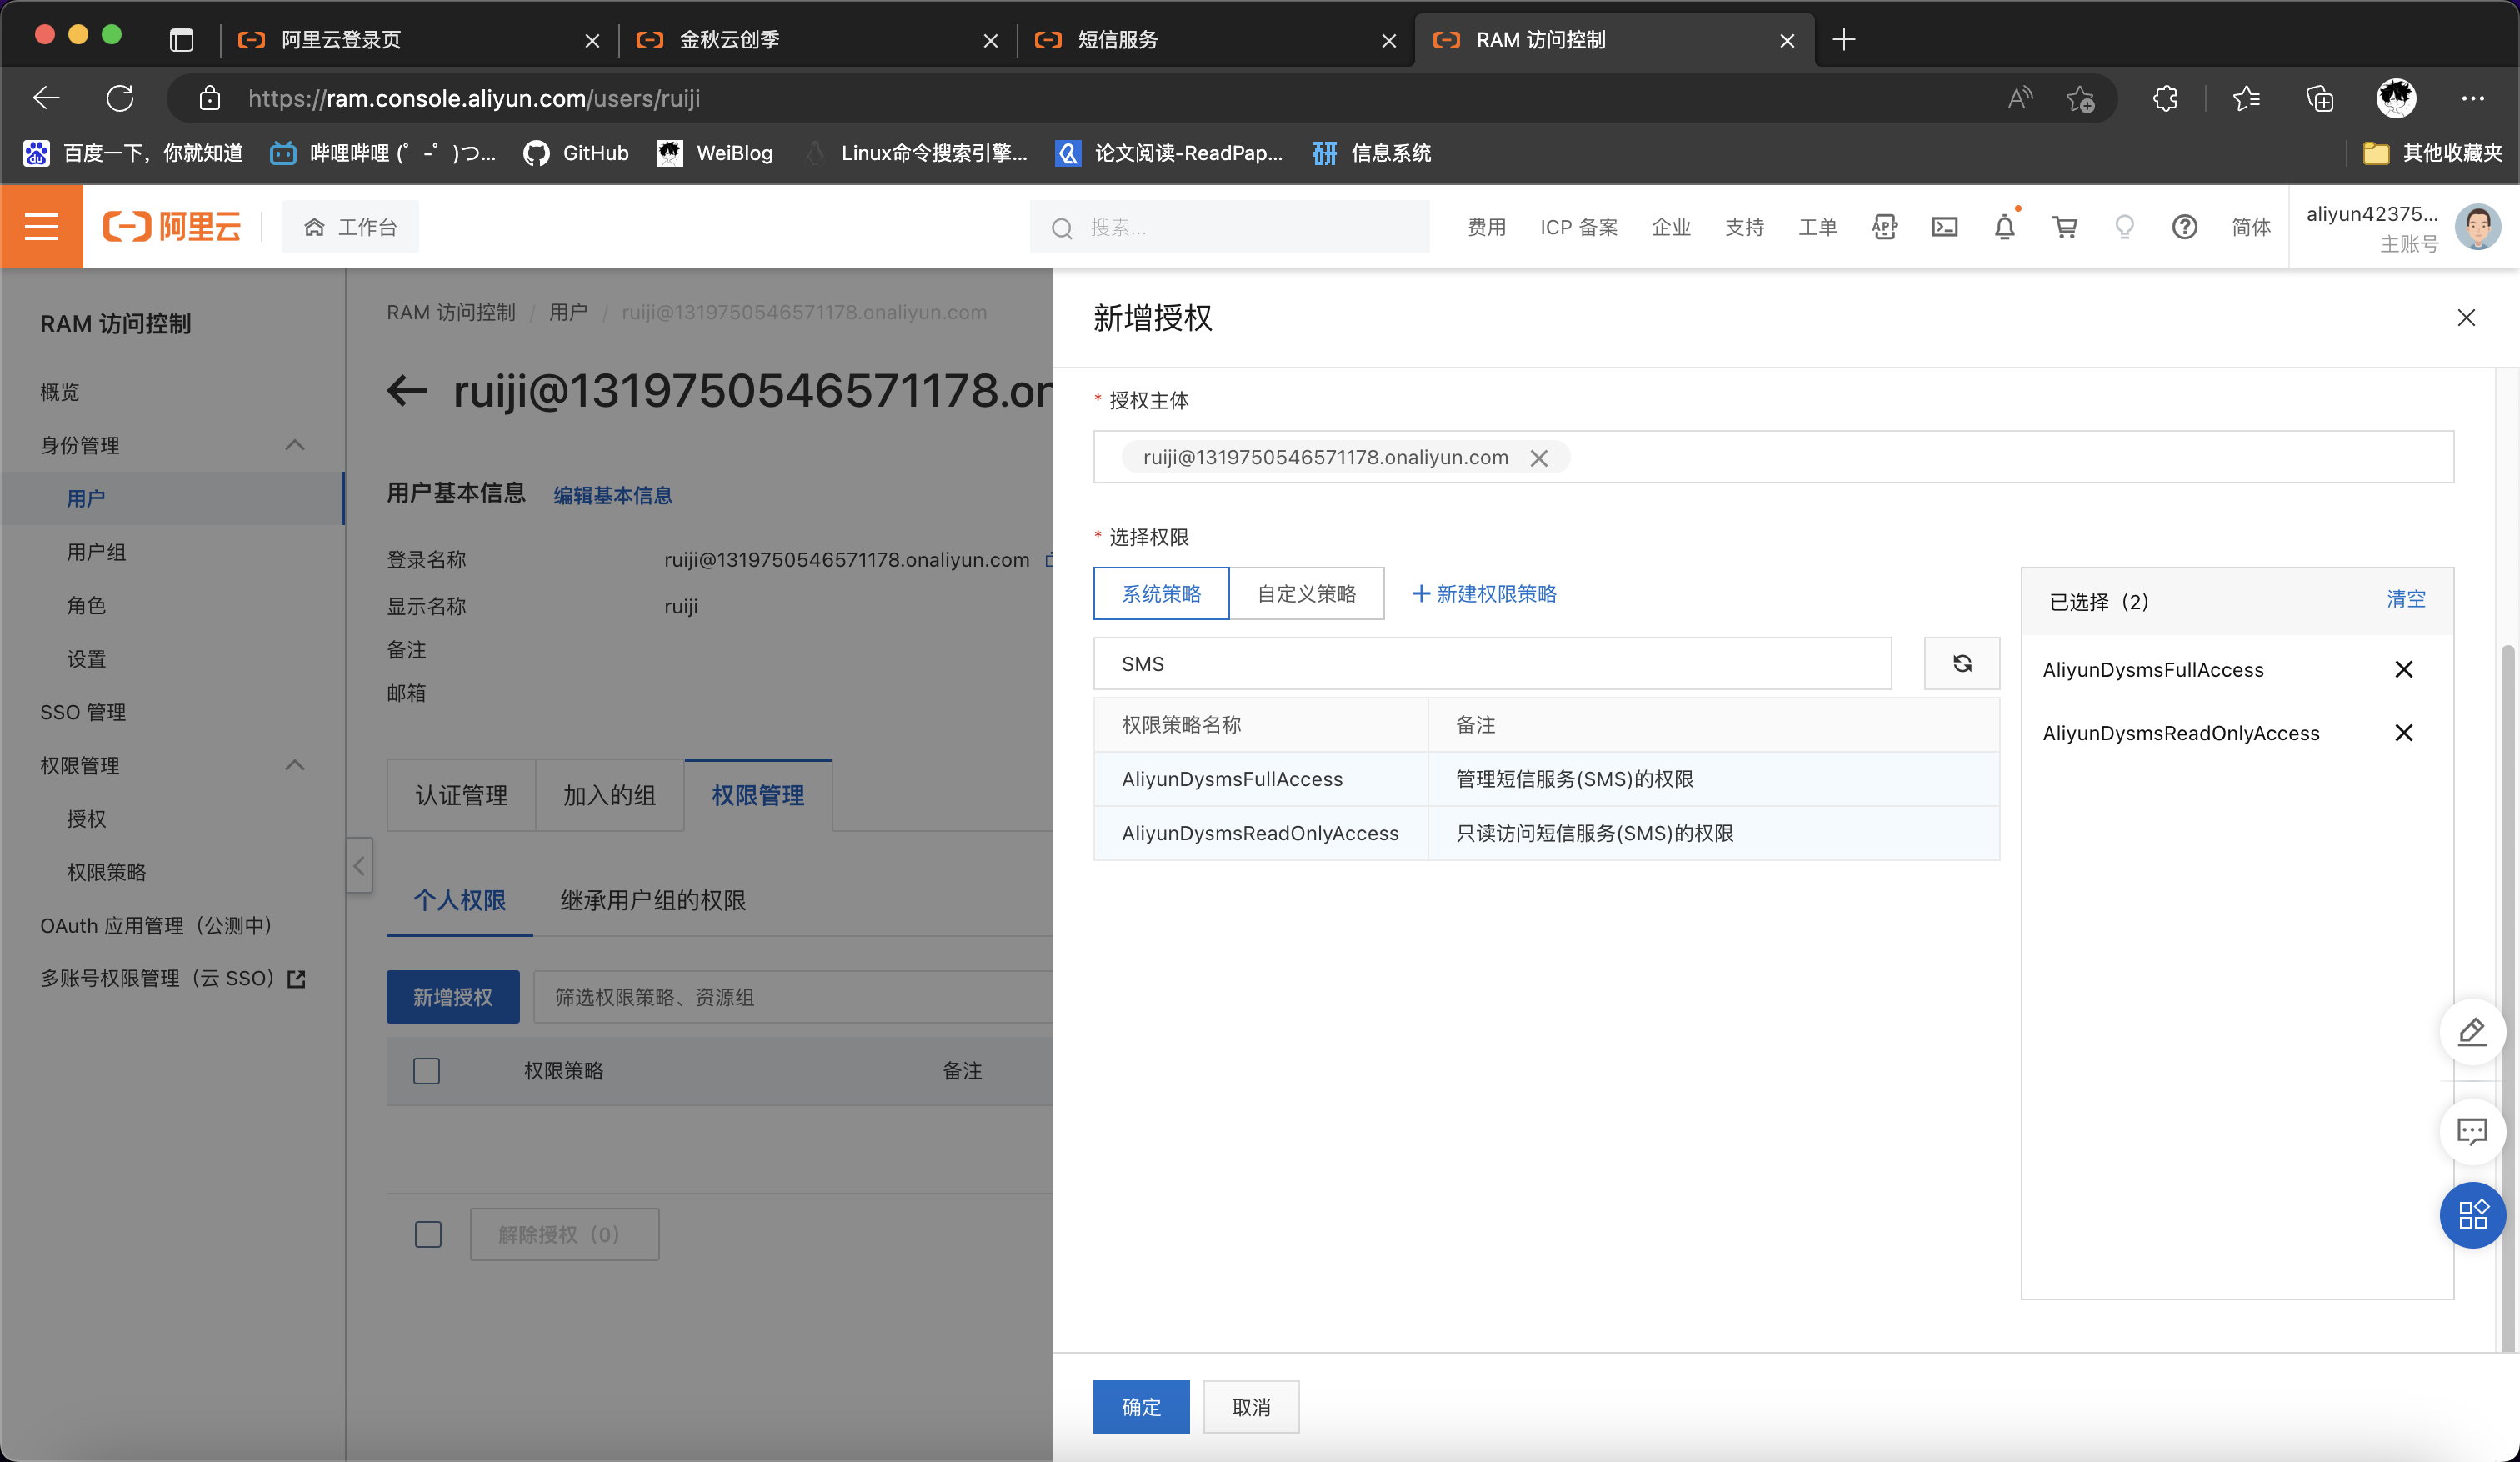 阿里云登录页
金秋云创季
短信服务
RAM 访问控制
https://ram.console.aliyun.com/users/ruiji
百度一下，你就知道
哔哩哔哩 (゜-゜)つ...
GitHub
WeiBlog
Linux命令搜索引擎...
论文阅读-ReadPap...
研
信息系统
其他收藏夹
阿里云
工作台
搜索...
费用
ICP 备案
企业
支持
工单
APP
简体
aliyun42375...
主账号
RAM 访问控制
概览
身份管理
用户
用户组
角色
设置
SSO 管理
权限管理
授权
权限策略
OAuth 应用管理（公测中）
多账号权限管理（云 SSO）
RAM 访问控制 / 用户 / ruiji@1319750546571178.onaliyun.com
ruiji@1319750546571178.on
用户基本信息 编辑基本信息
登录名称 ruiji@1319750546571178.onaliyun.com
显示名称 ruiji
备注
邮箱
认证管理 加入的组 权限管理
个人权限 继承用户组的权限
新增授权 筛选权限策略、资源组
权限策略 备注
解除授权（0）
新增授权
* 授权主体
ruiji@1319750546571178.onaliyun.com
* 选择权限
系统策略 自定义策略 + 新建权限策略
SMS
权限策略名称 备注
AliyunDysmsFullAccess 管理短信服务(SMS)的权限
AliyunDysmsReadOnlyAccess 只读访问短信服务(SMS)的权限
已选择（2） 清空
AliyunDysmsFullAccess
AliyunDysmsReadOnlyAccess
确定 取消